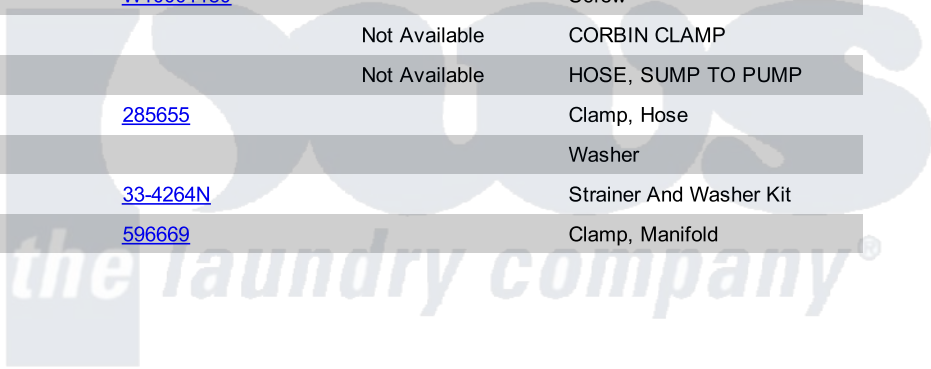 Not Available CORBIN CLAMP
Not Available HOSE, SUMP TO PUMP
285655 Clamp, Hose
Washer
33-4264N Strainer And Washer Kit
596669 Clamp, Manifold
the laundry company®